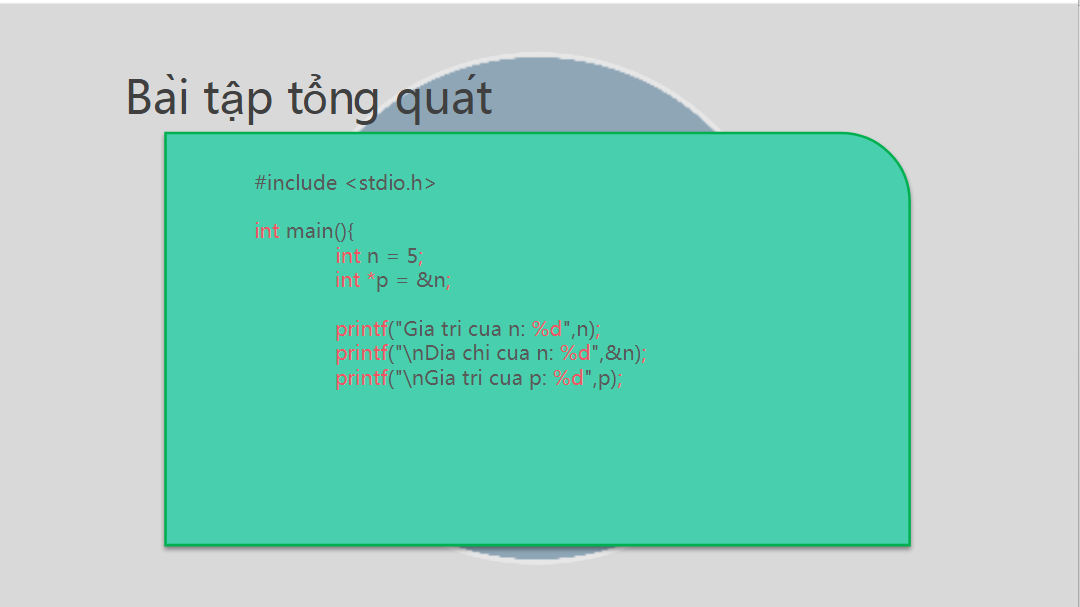 Bài tập tổng quát
#include <stdio.h>
int main(){
int n = 5;
int *p = &n;
printf("Gia tri cua n: %d",n);
printf("\nDia chi cua n: %d",&n);
printf("\nGia tri cua p: %d",p);